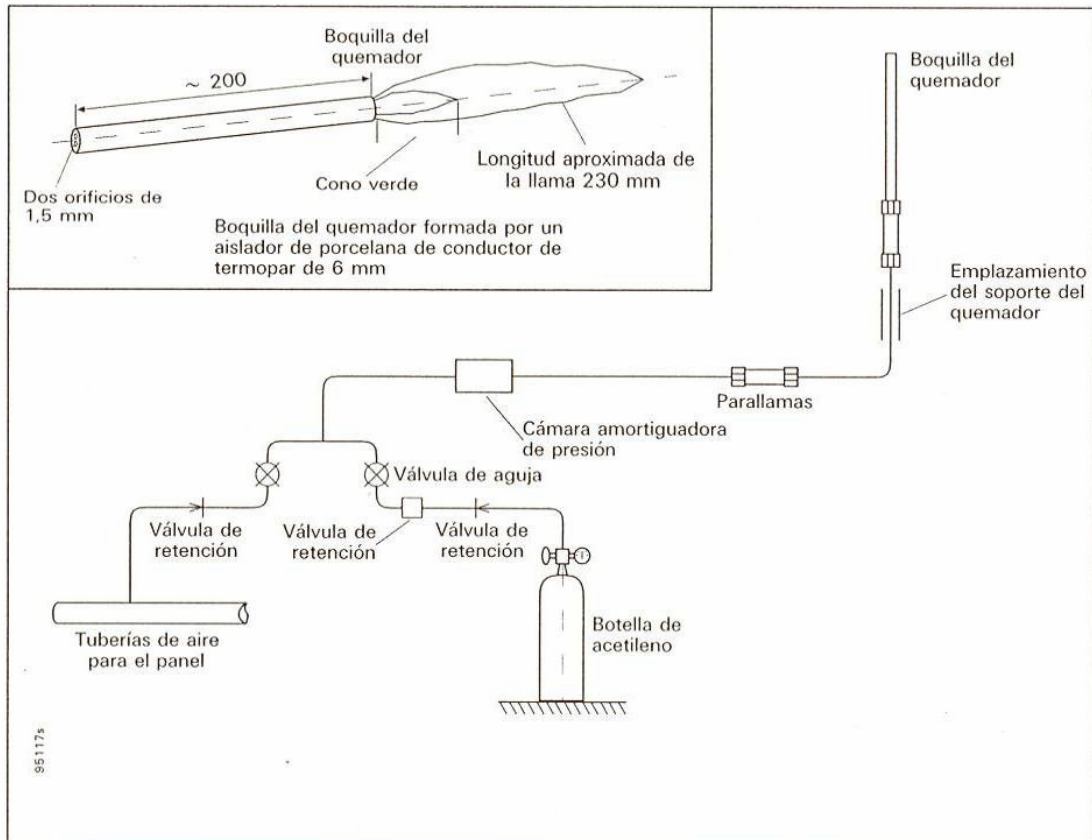 Boquilla del
quemador
~ 200
Dos orificios de
1,5 mm
Cono verde
Longitud aproximada de
la llama 230 mm
Boquilla del quemador formada por un
aislador de porcelana de conductor de
termopar de 6 mm
Boquilla del
quemador
Emplazamiento
del soporte del
quemador
Parallamas
Cámara amortiguadora
de presión
Válvula de aguja
Válvula de
retención
Válvula de
retención
Válvula de
retención
Tuberías de aire
para el panel
Botella de
acetileno
95117s